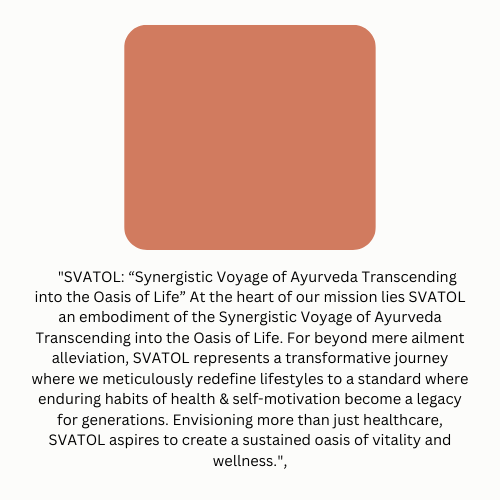 "SVATOL: “Synergistic Voyage of Ayurveda Transcending
into the Oasis of Life” At the heart of our mission lies SVATOL
an embodiment of the Synergistic Voyage of Ayurveda
Transcending into the Oasis of Life. For beyond mere ailment
alleviation, SVATOL represents a transformative journey
where we meticulously redefine lifestyles to a standard where
enduring habits of health & self-motivation become a legacy
for generations. Envisioning more than just healthcare,
SVATOL aspires to create a sustained oasis of vitality and
wellness.",